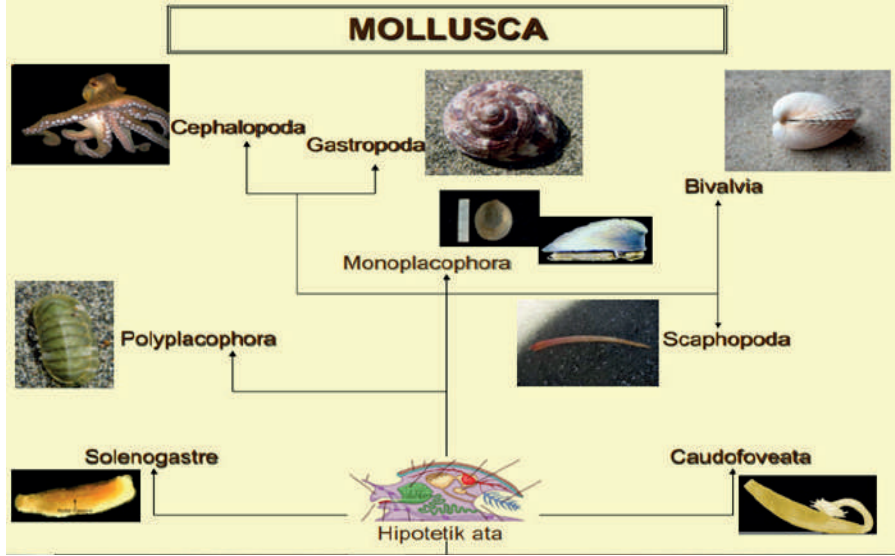 MOLLUSCA
Cephalopoda
Gastropoda
Bivalvia
Monoplacophora
Polyplacophora
Scaphopoda
Solenogastre
Caudofoveata
Hipotetik ata